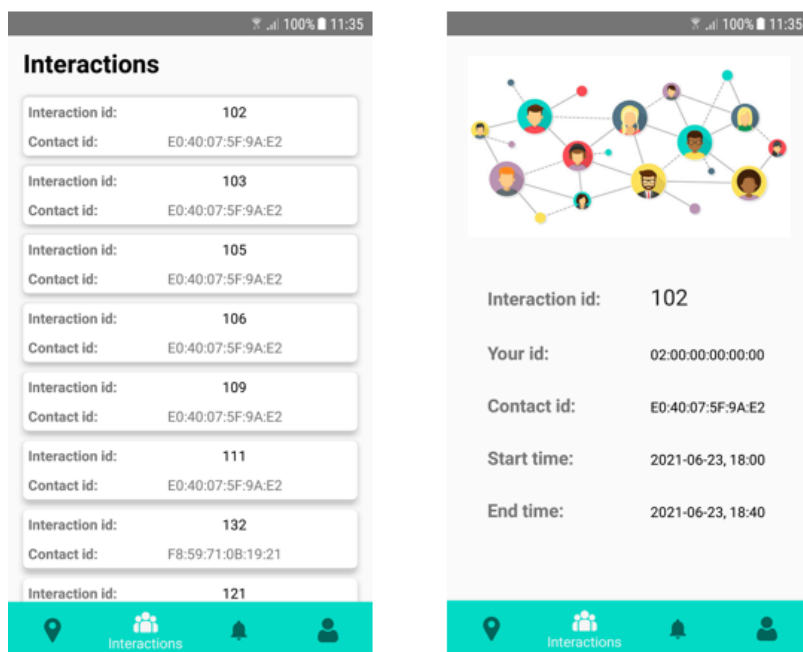 100% 11:35
Interactions
Interaction id: 102
Contact id: E0:40:07:5F:9A:E2
Interaction id: 103
Contact id: E0:40:07:5F:9A:E2
Interaction id: 105
Contact id: E0:40:07:5F:9A:E2
Interaction id: 106
Contact id: E0:40:07:5F:9A:E2
Interaction id: 109
Contact id: E0:40:07:5F:9A:E2
Interaction id: 111
Contact id: E0:40:07:5F:9A:E2
Interaction id: 132
Contact id: F8:59:71:0B:19:21
Interaction id: 121
Interactions
100% 11:35
Interaction id: 102
Your id: 02:00:00:00:00:00
Contact id: E0:40:07:5F:9A:E2
Start time: 2021-06-23, 18:00
End time: 2021-06-23, 18:40
Interactions